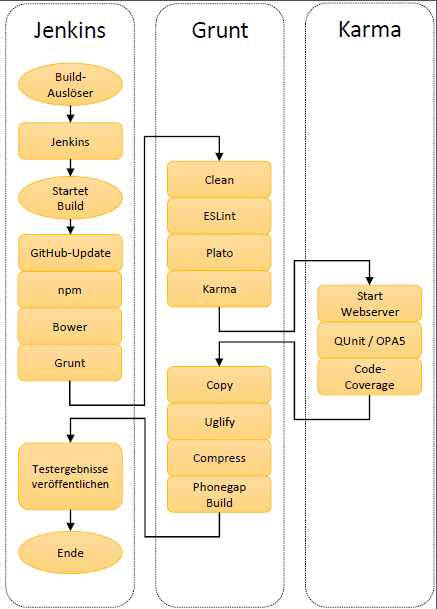 Jenkins
Build-
Auslöser
Jenkins
Startet
Build
GitHub-Update
npm
Bower
Grunt
Testergebnisse
veröffentlichen
Ende
Grunt
Clean
ESLint
Plato
Karma
Copy
Uglify
Compress
Phonegap
Build
Karma
Start
Webserver
QUnit / OPA5
Code-
Coverage